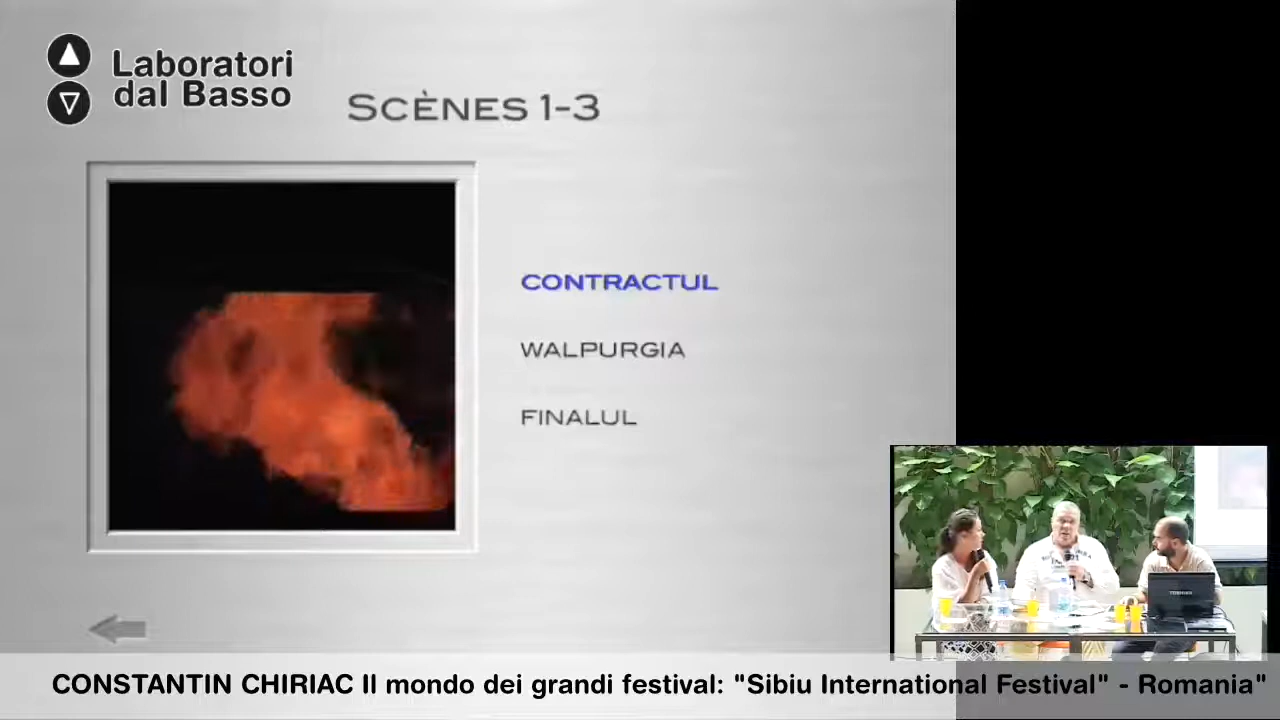 Laboratori
dal Basso
SCÈNES 1-3
CONTRACTUL
WALPURGIA
FINALUL
CONSTANTIN CHIRIAC Il mondo dei grandi festival: "Sibiu International Festival" - Romania"